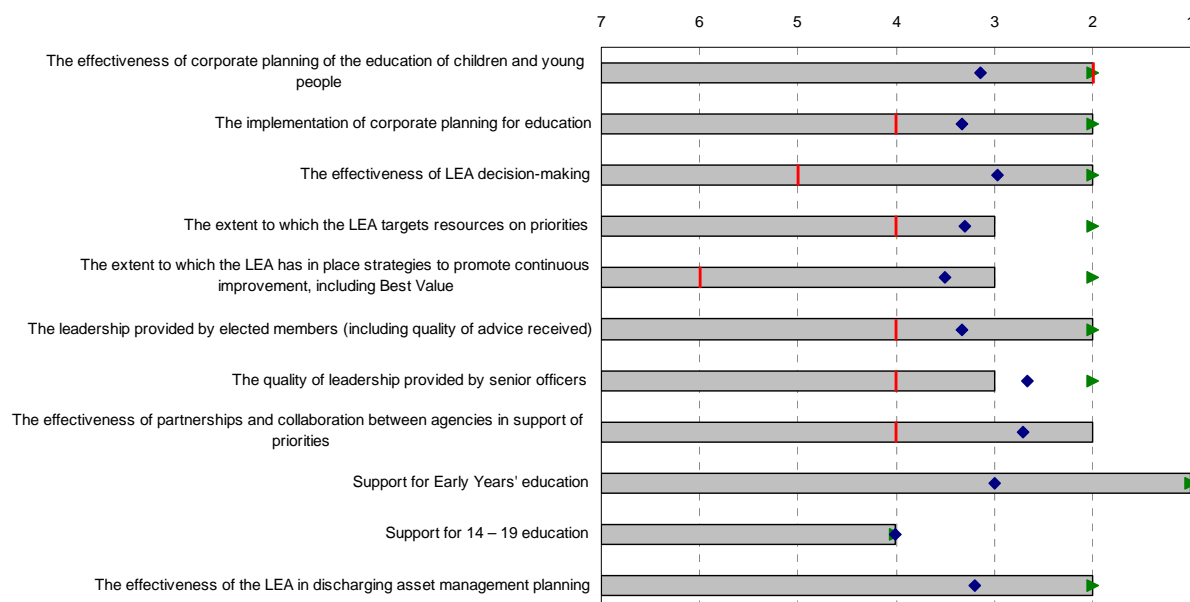 7 6 5 4 3 2 1
The effectiveness of corporate planning of the education of children and young
people
The implementation of corporate planning for education
The effectiveness of LEA decision-making
The extent to which the LEA targets resources on priorities
The extent to which the LEA has in place strategies to promote continuous
improvement, including Best Value
The leadership provided by elected members (including quality of advice received)
The quality of leadership provided by senior officers
The effectiveness of partnerships and collaboration between agencies in support of
priorities
Support for Early Years' education
Support for 14 – 19 education
The effectiveness of the LEA in discharging asset management planning